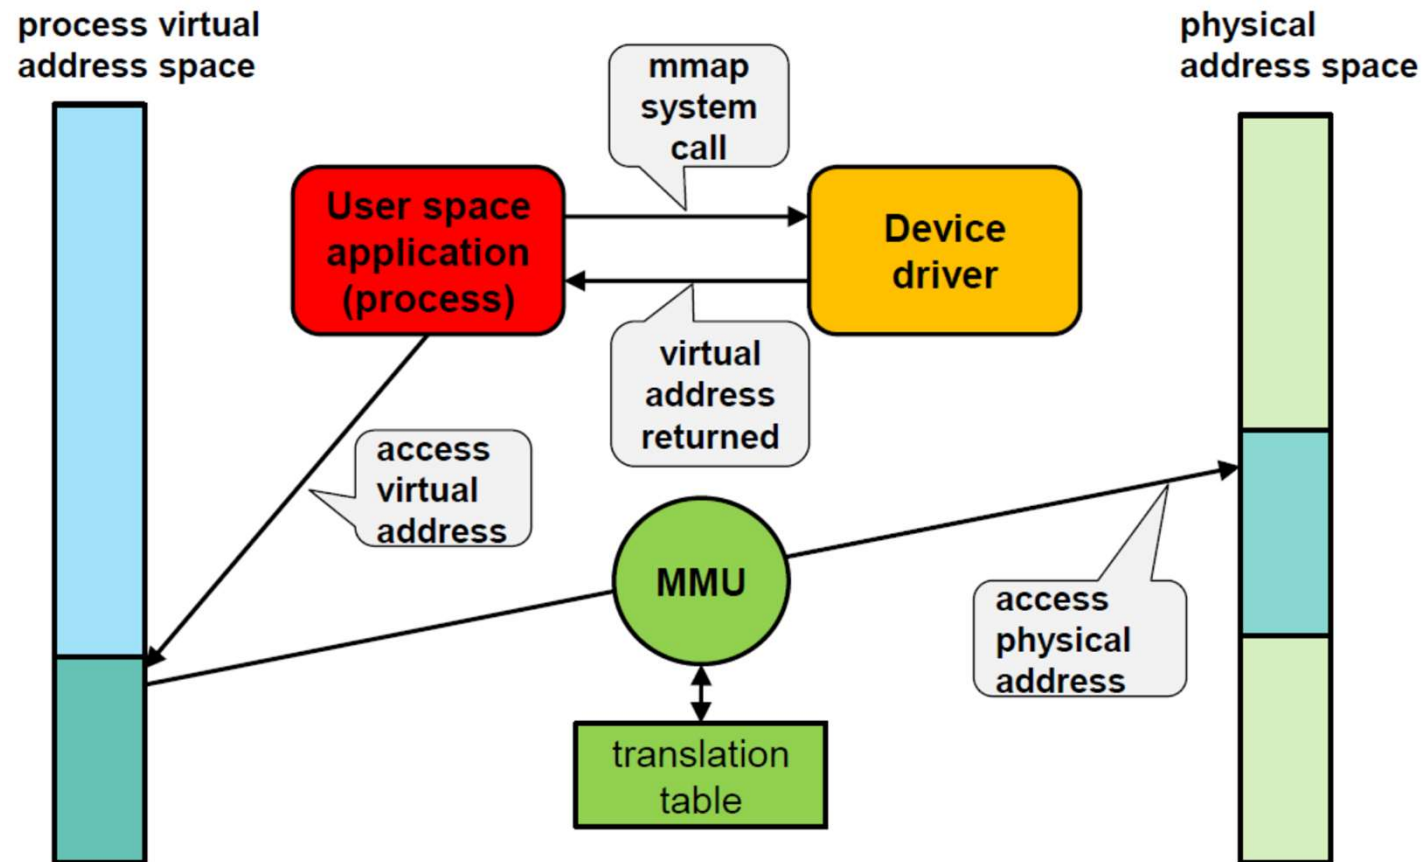 process virtual
address space
physical
address space
mmap
system
call
User space
application
(process)
Device
driver
virtual
address
returned
access
virtual
address
MMU
access
physical
address
translation
table